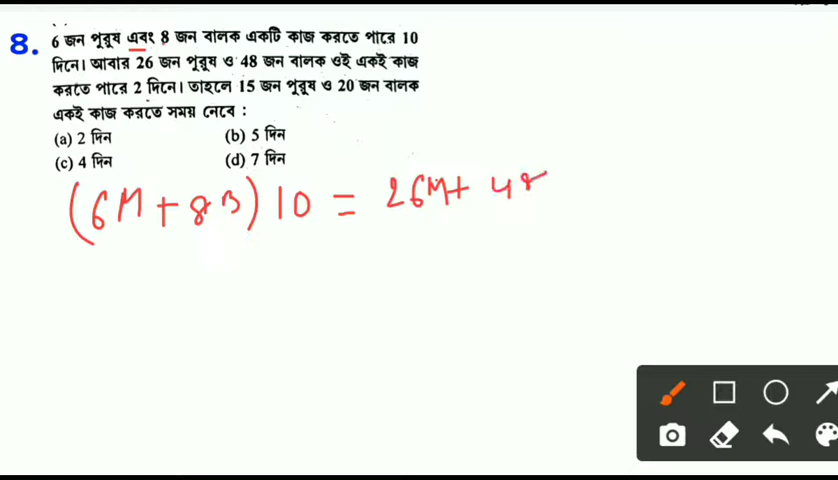 8. 6 জন পুরুষ এবং 8 জন বালক একটি কাজ করতে পারে 10
দিনে। আবার 26 জন পুরুষ ও 48 জন বালক ওই একই কাজ
করতে পারে 2 দিনে। তাহলে 15 জন পুরুষ ও 20 জন বালক
একই কাজ করতে সময় নেবে :
(a) 2 দিন (b) 5 দিন
(c) 4 দিন (d) 7 দিন
(6M + 8B) 10 = 26M + 48